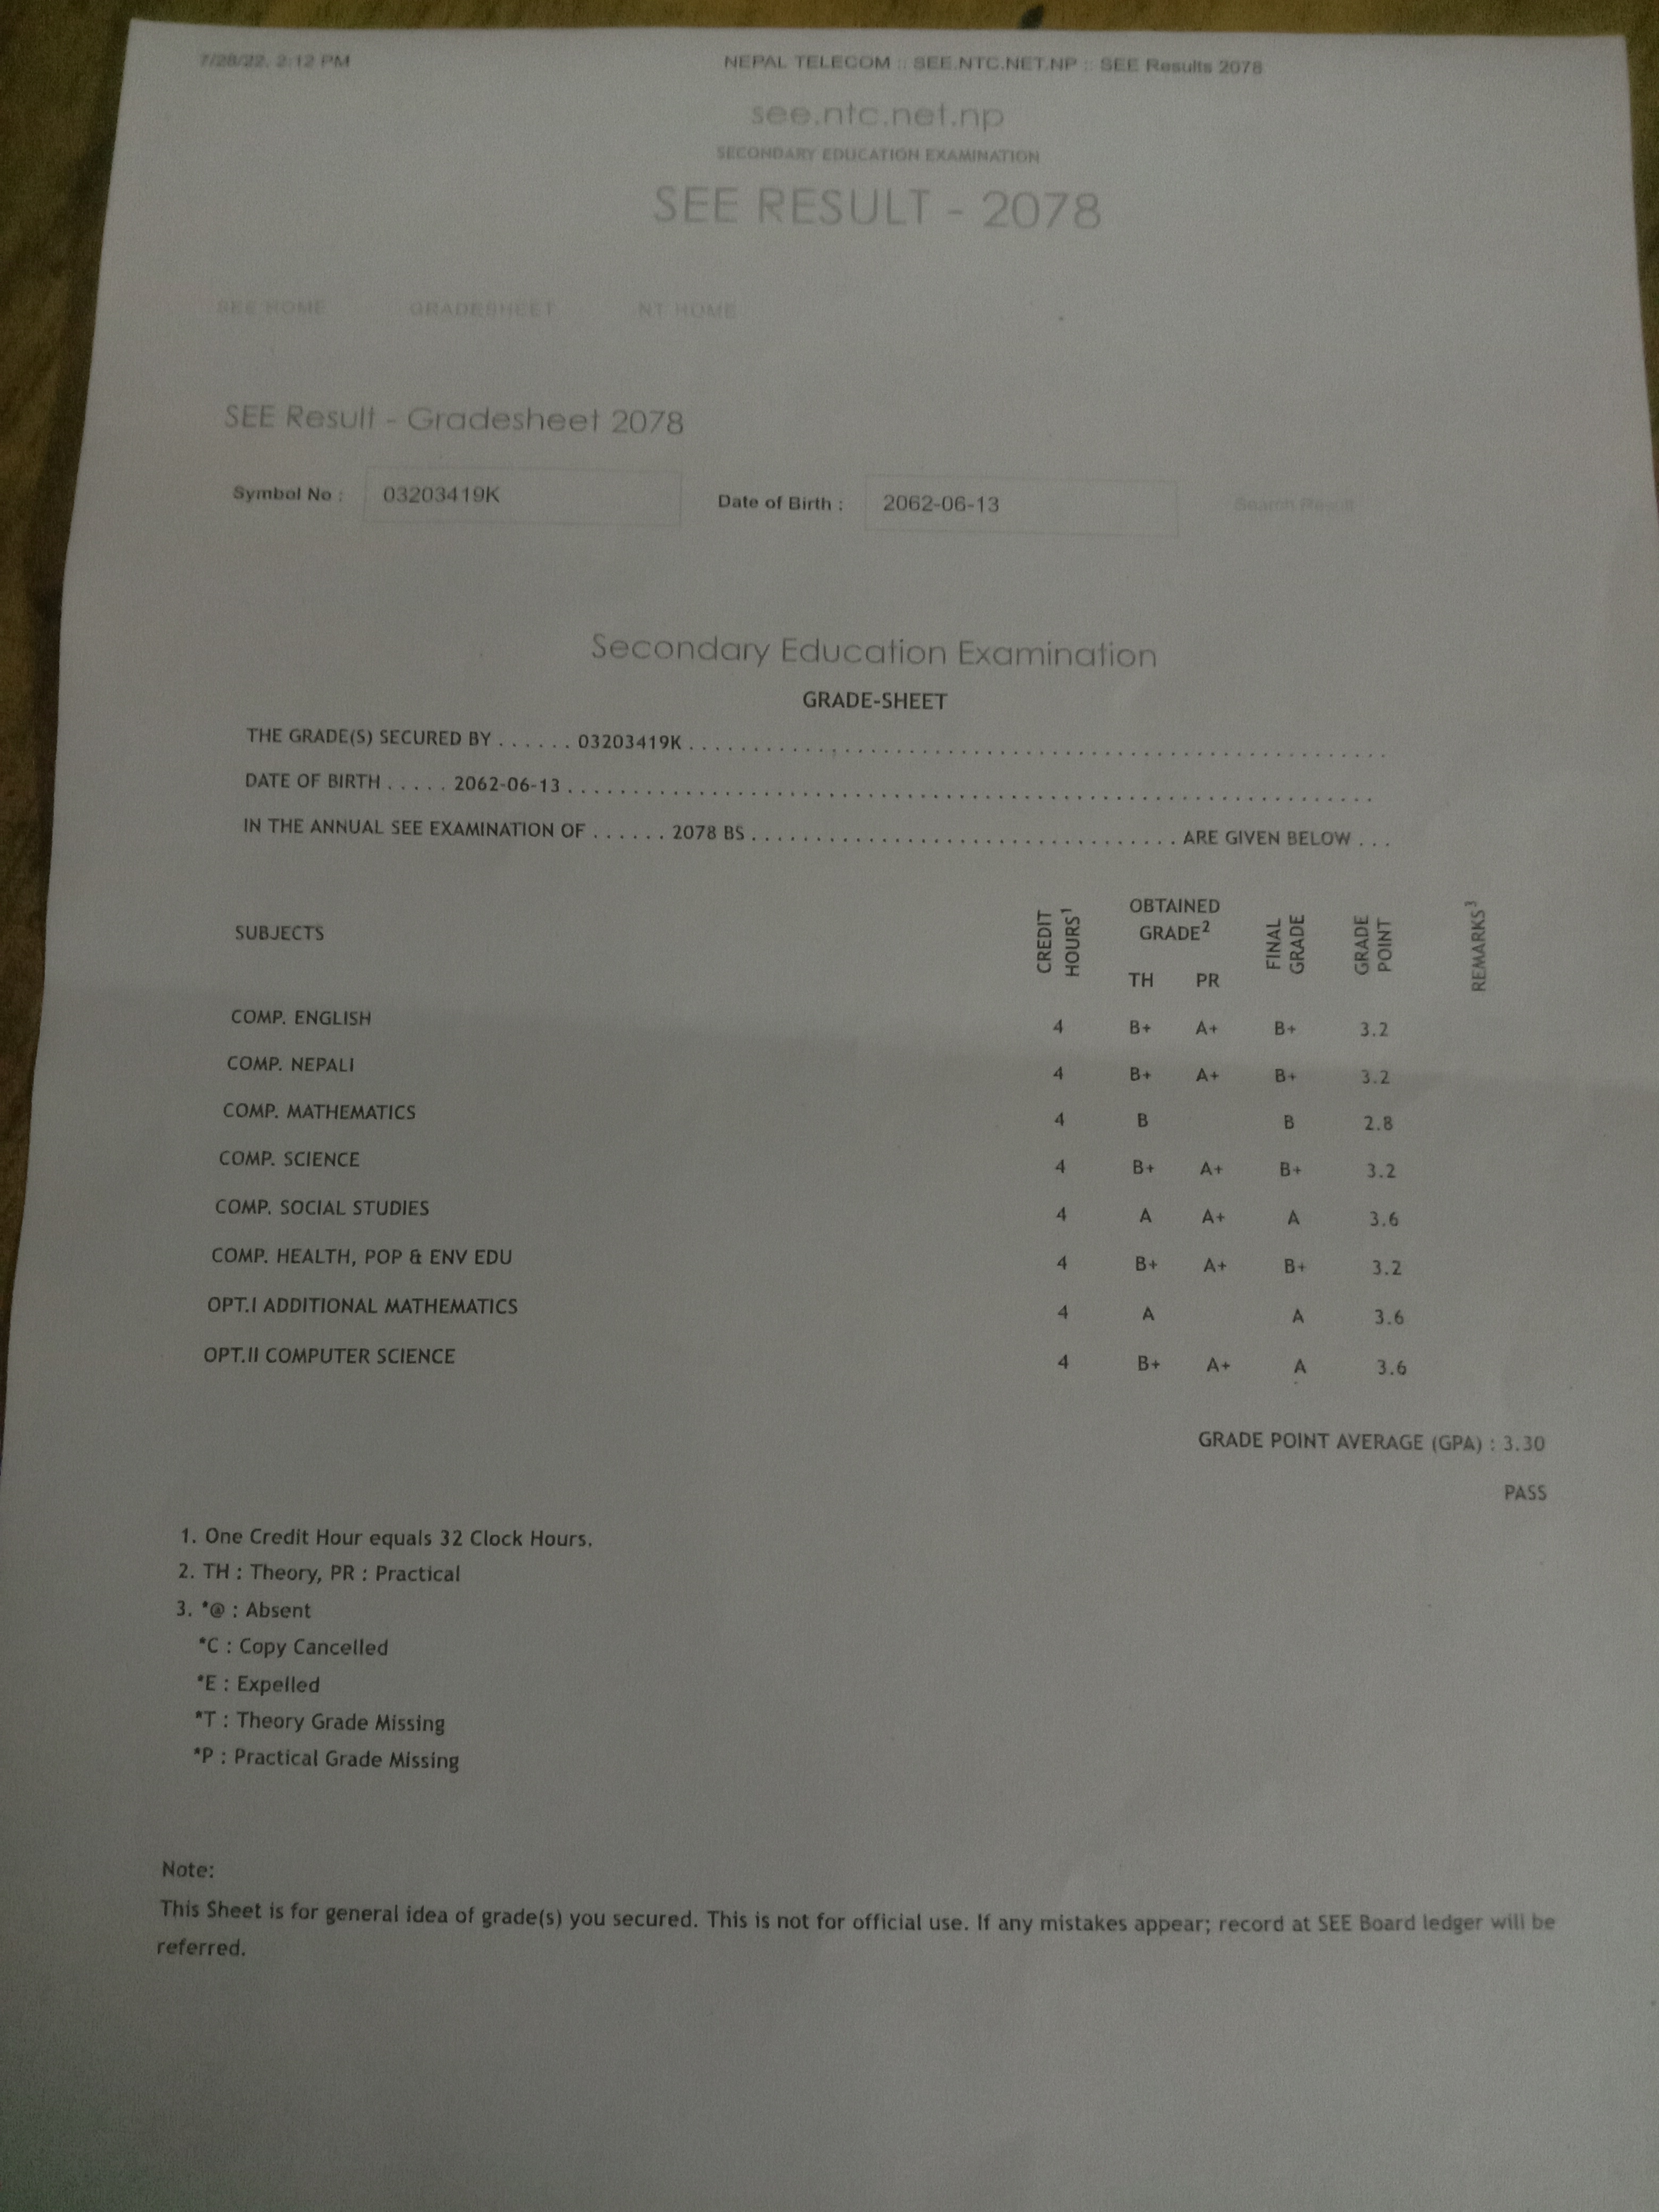 7/28/22, 2:12 PM NEPAL TELECOM :: SEE.NTC.NET.NP :: SEE Results 2078
see.ntc.net.np
SECONDARY EDUCATION EXAMINATION
SEE RESULT - 2078
SEE HOME GRADESHEET NT HOME
SEE Result - Gradesheet 2078
Symbol No : 03203419K Date of Birth : 2062-06-13 Search Result
Secondary Education Examination
GRADE-SHEET
THE GRADE(S) SECURED BY . . . . . . 03203419K . . . . . . . . . . . . . . . . . . . . . . . . . . . . . . . . . . . . . . . . . . . . . . . . . . . . . . . . . . . .
DATE OF BIRTH . . . . . 2062-06-13 . . . . . . . . . . . . . . . . . . . . . . . . . . . . . . . . . . . . . . . . . . . . . . . . . . . . . . . . . . . . . . . . . . . . .
IN THE ANNUAL SEE EXAMINATION OF . . . . . . 2078 BS . . . . . . . . . . . . . . . . . . . . . . . . . . . . . . . . . . . . ARE GIVEN BELOW . . .
SUBJECTS CREDIT HOURS1 OBTAINED GRADE2 FINAL GRADE GRADE POINT REMARKS3
TH PR
COMP. ENGLISH 4 B+ A+ B+ 3.2
COMP. NEPALI 4 B+ A+ B+ 3.2
COMP. MATHEMATICS 4 B B 2.8
COMP. SCIENCE 4 B+ A+ B+ 3.2
COMP. SOCIAL STUDIES 4 A A+ A 3.6
COMP. HEALTH, POP & ENV EDU 4 B+ A+ B+ 3.2
OPT.I ADDITIONAL MATHEMATICS 4 A A 3.6
OPT.II COMPUTER SCIENCE 4 B+ A+ A 3.6
GRADE POINT AVERAGE (GPA) : 3.30
PASS
1. One Credit Hour equals 32 Clock Hours.
2. TH : Theory, PR : Practical
3. *@ : Absent
*C : Copy Cancelled
*E : Expelled
*T : Theory Grade Missing
*P : Practical Grade Missing
Note:
This Sheet is for general idea of grade(s) you secured. This is not for official use. If any mistakes appear; record at SEE Board ledger will be
referred.